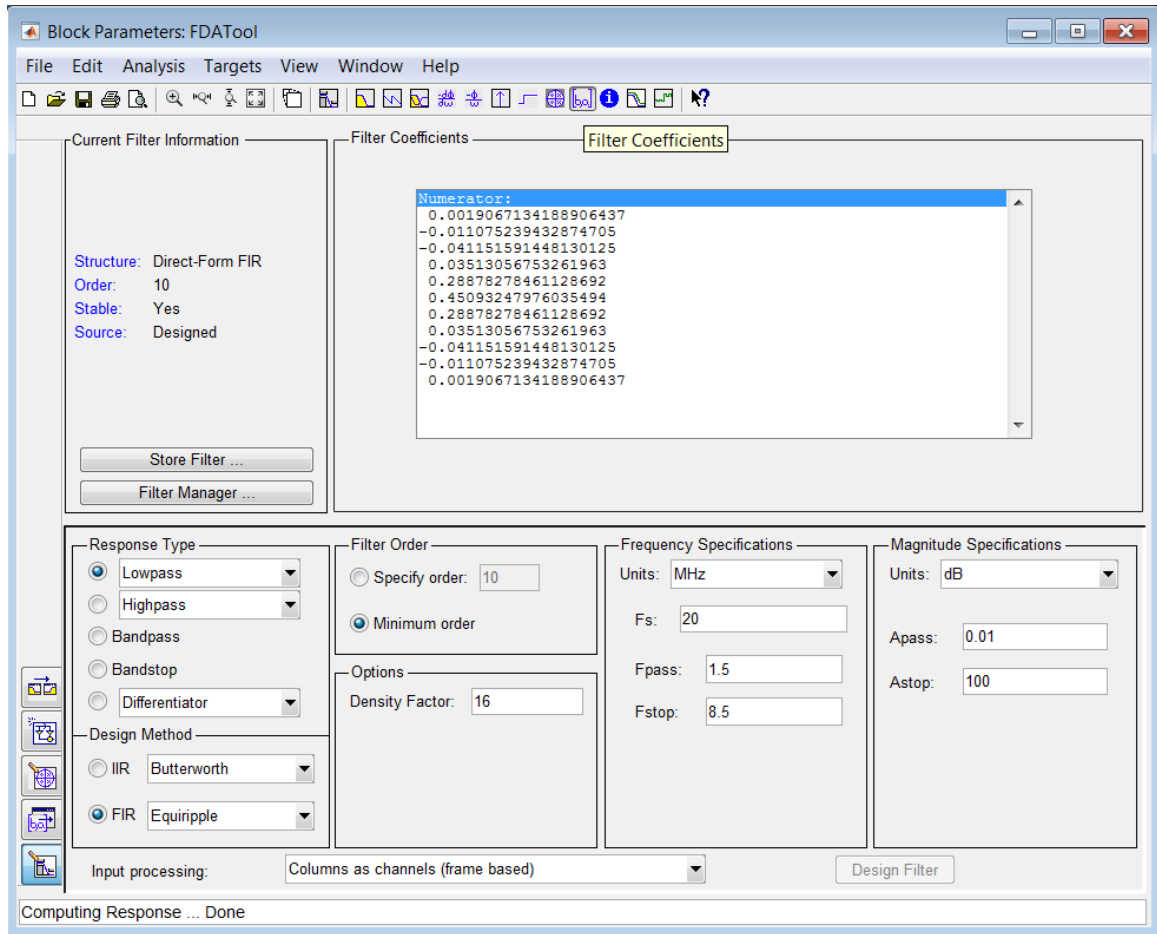 Block Parameters: FDATool
File Edit Analysis Targets View Window Help
Current Filter Information
Structure: Direct-Form FIR
Order: 10
Stable: Yes
Source: Designed
Store Filter ...
Filter Manager ...
Filter Coefficients
Filter Coefficients
Numerator:
0.0019067134188906437
-0.011075239432874705
-0.041151591448130125
0.03513056753261963
0.28878278461128692
0.45093247976035494
0.28878278461128692
0.03513056753261963
-0.041151591448130125
-0.011075239432874705
0.0019067134188906437
Response Type
Lowpass
Highpass
Bandpass
Bandstop
Differentiator
Design Method
IIR Butterworth
FIR Equiripple
Filter Order
Specify order: 10
Minimum order
Options
Density Factor: 16
Frequency Specifications
Units: MHz
Fs: 20
Fpass: 1.5
Fstop: 8.5
Magnitude Specifications
Units: dB
Apass: 0.01
Astop: 100
Input processing: Columns as channels (frame based)
Design Filter
Computing Response ... Done